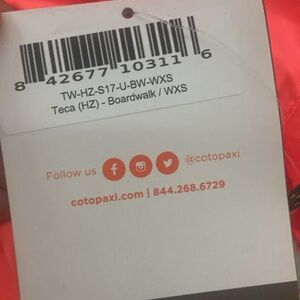 8 42677 10311 6
TW-HZ-S17-U-BW-WXS
Teca (HZ) - Boardwalk / WXS
Follow us @cotopaxi
cotopaxi.com | 844.268.6729